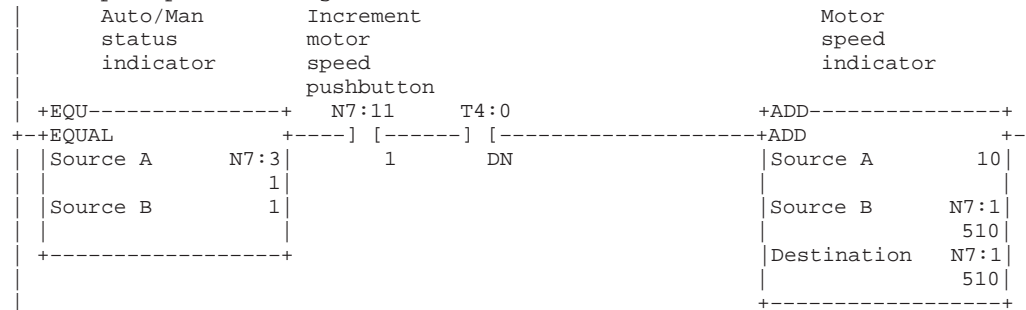 | Auto/Man Increment Motor
| status motor speed
| indicator speed indicator
| pushbutton
| +EQU---------------+ N7:11 T4:0 +ADD---------------+
+-+EQUAL +----] [------] [--------------------+ADD +-
| |Source A N7:3| 1 DN |Source A 10|
| | 1| | |
| |Source B 1| |Source B N7:1|
| | | | 510|
| +------------------+ |Destination N7:1|
| | 510|
| +------------------+